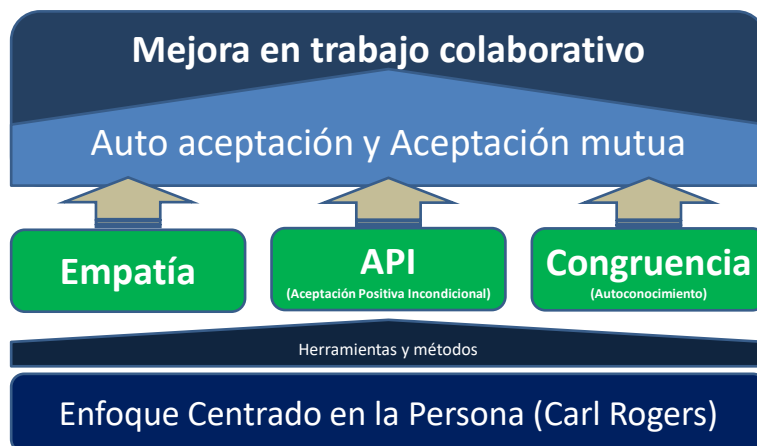 Mejora en trabajo colaborativo
Auto aceptación y Aceptación mutua
Empatía
API
(Aceptación Positiva Incondicional)
Congruencia
(Autoconocimiento)
Herramientas y métodos
Enfoque Centrado en la Persona (Carl Rogers)